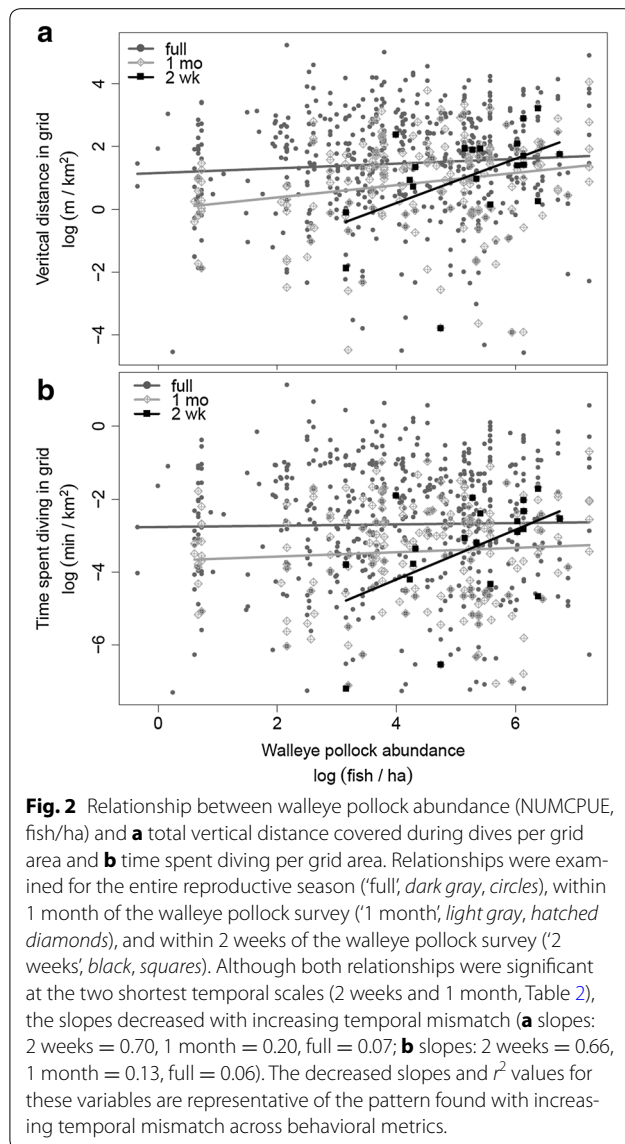 a
full
1 mo
2 wk
4
2
0
−2
−4
Veritcal distance in grid
log (m / km²)
b
full
1 mo
2 wk
0
−2
−4
−6
Time spent diving in grid
log (min / km²)
0 2 4 6
Walleye pollock abundance
log (fish / ha)
Fig. 2 Relationship between walleye pollock abundance (NUMCPUE,
fish/ha) and a total vertical distance covered during dives per grid
area and b time spent diving per grid area. Relationships were exam-
ined for the entire reproductive season (‘full’, dark gray, circles), within
1 month of the walleye pollock survey (‘1 month’, light gray, hatched
diamonds), and within 2 weeks of the walleye pollock survey (‘2
weeks’, black, squares). Although both relationships were significant
at the two shortest temporal scales (2 weeks and 1 month, Table 2),
the slopes decreased with increasing temporal mismatch (a slopes:
2 weeks = 0.70, 1 month = 0.20, full = 0.07; b slopes: 2 weeks = 0.66,
1 month = 0.13, full = 0.06). The decreased slopes and r² values for
these variables are representative of the pattern found with increas-
ing temporal mismatch across behavioral metrics.